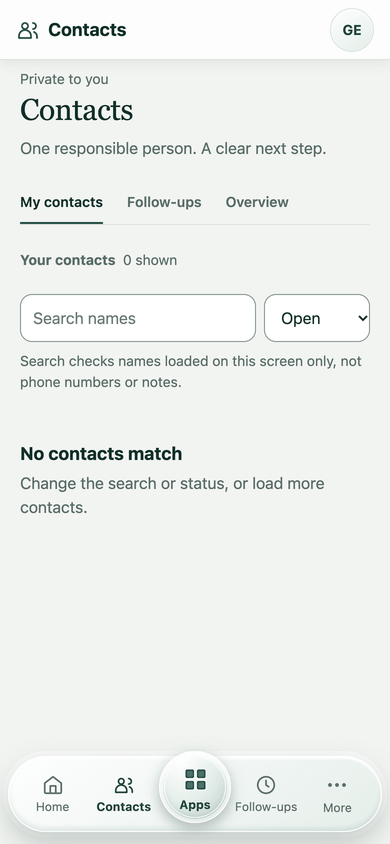 Contacts
GE
Private to you
Contacts
One responsible person. A clear next step.
My contacts Follow-ups Overview
Your contacts 0 shown
Search names
Open
Search checks names loaded on this screen only, not
phone numbers or notes.
No contacts match
Change the search or status, or load more
contacts.
Home Contacts Apps Follow-ups More